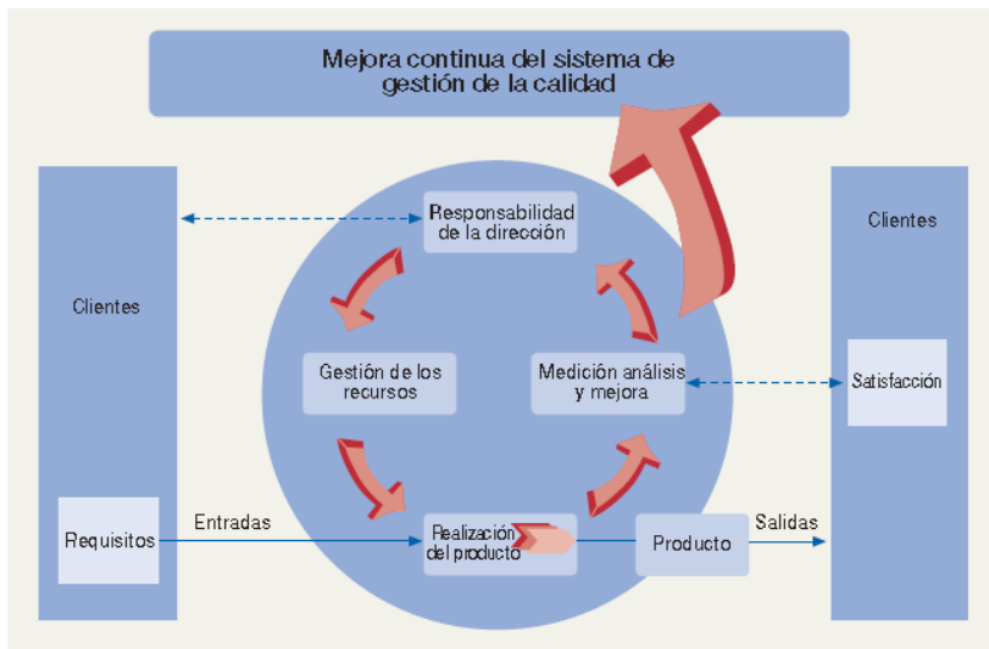 Mejora continua del sistema de
gestión de la calidad
Responsabilidad
de la dirección
Clientes
Clientes
Gestión de los
recursos
Medición análisis
y mejora
Satisfacción
Requisitos
Entradas
Realización
del producto
Producto
Salidas